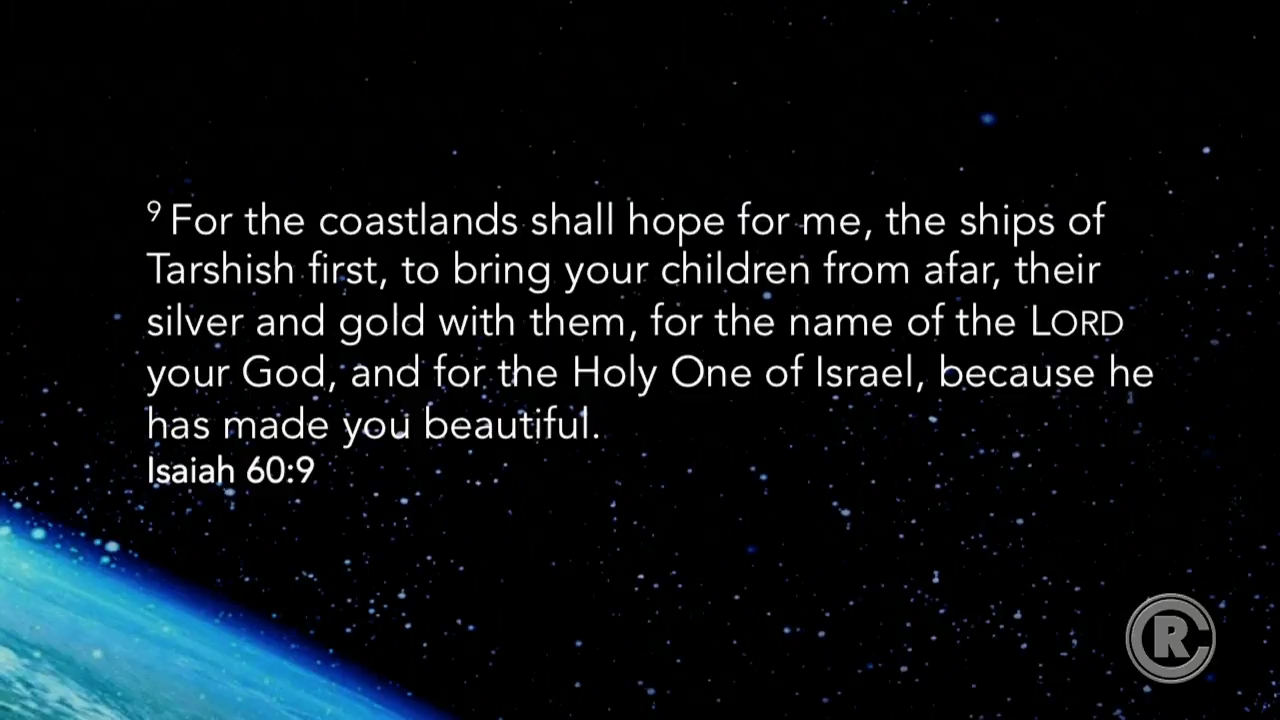 ⁹ For the coastlands shall hope for me, the ships of
Tarshish first, to bring your children from afar, their
silver and gold with them, for the name of the LORD
your God, and for the Holy One of Israel, because he
has made you beautiful.
Isaiah 60:9
CR